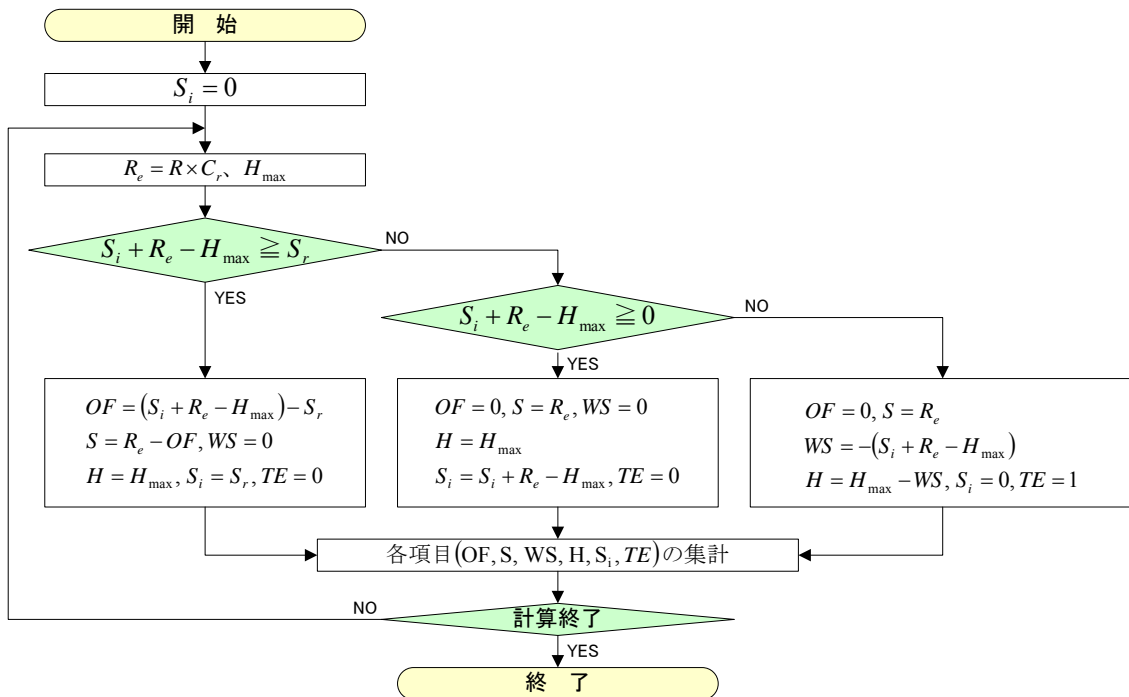 開　始
S_i = 0
R_e = R × C_r、H_max
S_i + R_e − H_max ≧ S_r
NO
YES
S_i + R_e − H_max ≧ 0
NO
YES
OF = (S_i + R_e − H_max) − S_r
S = R_e − OF, WS = 0
H = H_max, S_i = S_r, TE = 0
OF = 0, S = R_e, WS = 0
H = H_max
S_i = S_i + R_e − H_max, TE = 0
OF = 0, S = R_e
WS = −(S_i + R_e − H_max)
H = H_max − WS, S_i = 0, TE = 1
各項目(OF, S, WS, H, S_i, TE)の集計
NO
計算終了
YES
終　了